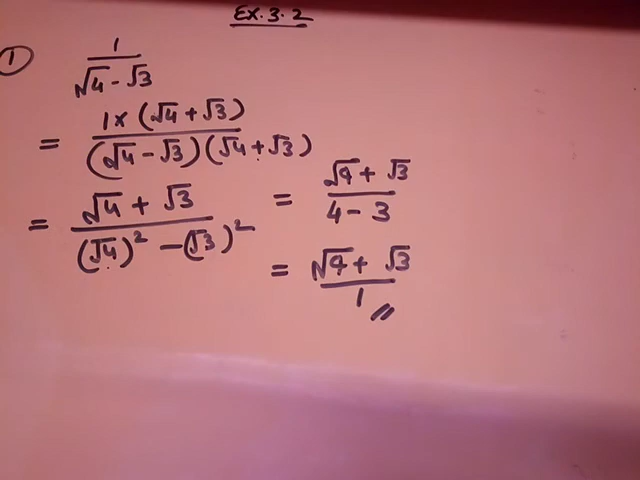 Ex. 3. 2
① 1/(√4 - √3)
= 1 × (√4 + √3)/(√4 - √3)(√4 + √3)
= (√4 + √3)/((√4)² - (√3)²)
= (√4 + √3)/(4 - 3)
= (√4 + √3)/1 //